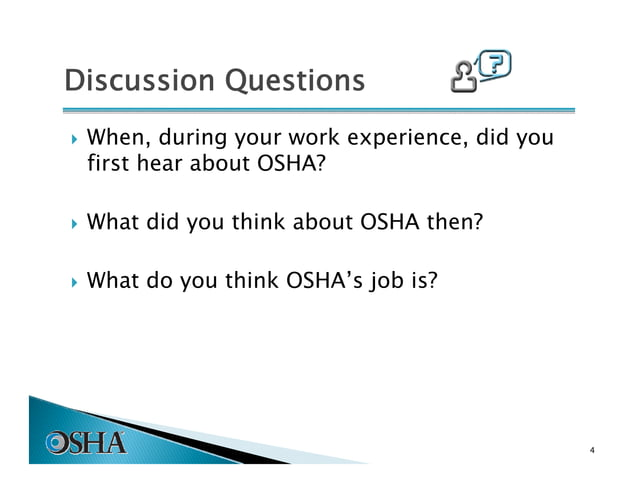 Discussion Questions
?
When, during your work experience, did you
first hear about OSHA?
What did you think about OSHA then?
What do you think OSHA’s job is?
OSHA
4